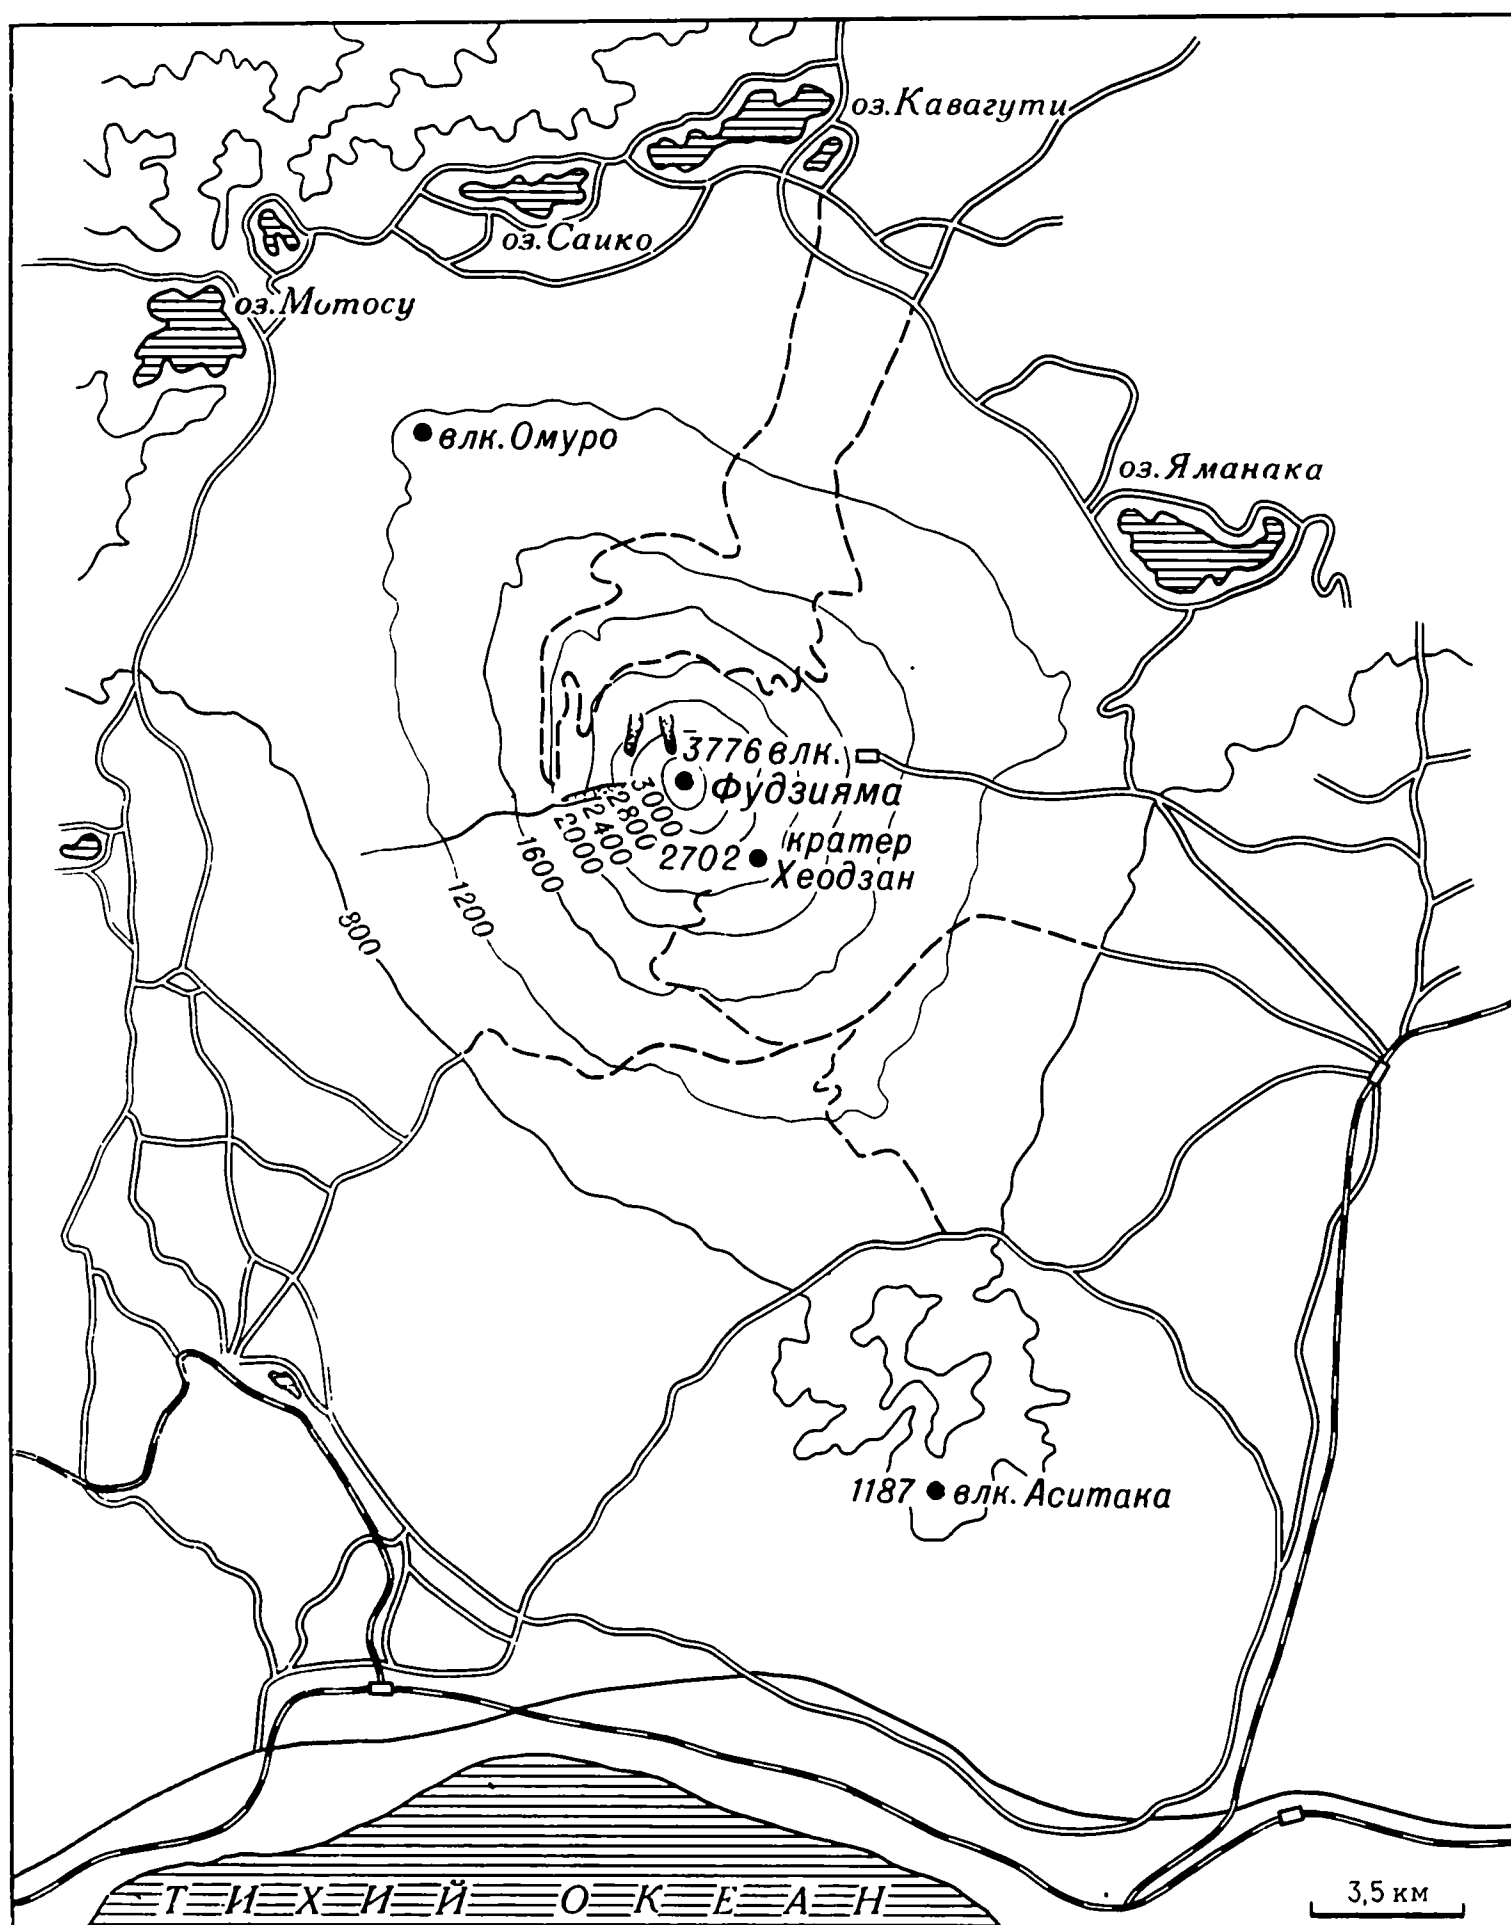 оз.Кавагути
оз.Саико
оз.Мотосу
влк.Омуро
оз.Яманака
3776 влк.
Фудзияма
3000
2800
2400
2000
1600
1200
800
2702
кратер
Хеодзан
1187 влк. Аситака
ТИХИЙ ОКЕАН
3,5 км